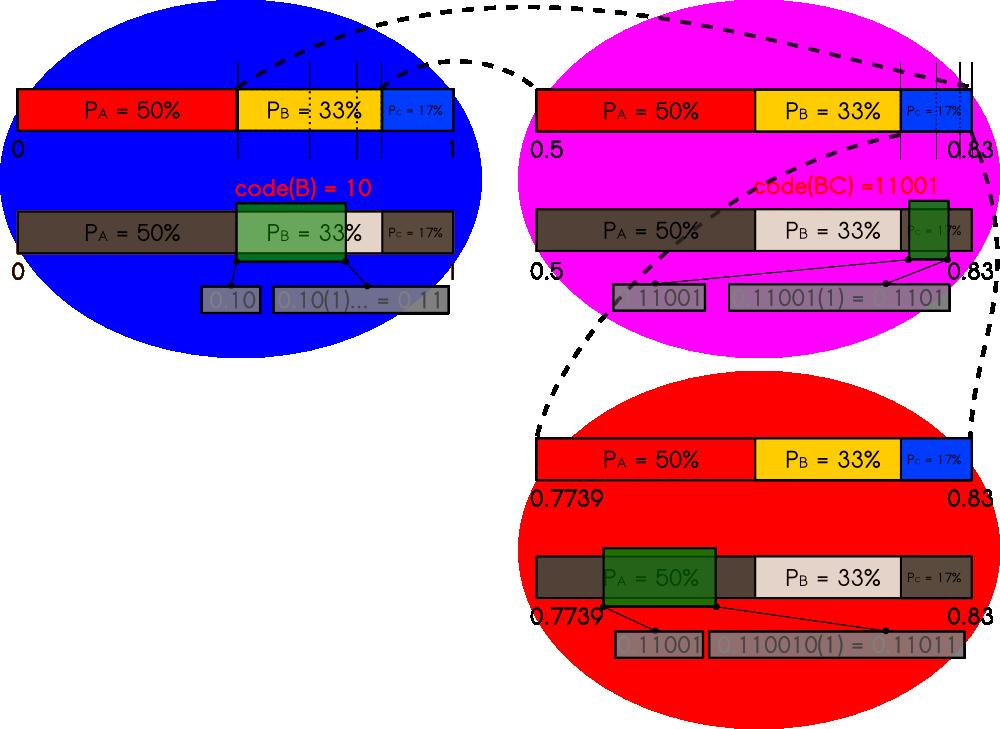 P_A = 50% P_B = 33% P_C = 17%
0 1
code(B) = 10
P_A = 50% P_B = 33% P_C = 17%
0 1
0.10 0.10(1)... = 0.11
P_A = 50% P_B = 33% P_C = 17%
0.5 0.83
code(BC) =11001
P_A = 50% P_B = 33% P_C = 17%
0.5 0.83
0.11001 0.11001(1) = 0.1101
P_A = 50% P_B = 33% P_C = 17%
0.7739 0.83
P_A = 50% P_B = 33% P_C = 17%
0.7739 0.83
0.11001 0.110010(1) = 0.11011